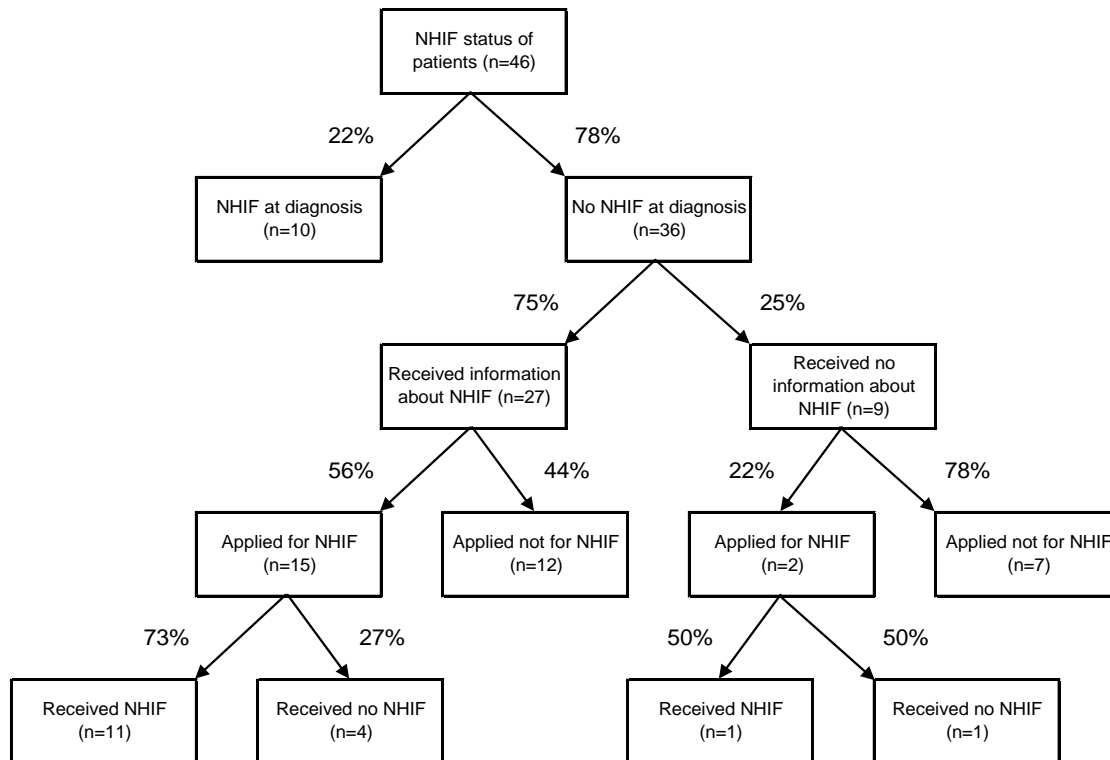 NHIF status of
patients (n=46)
22%
78%
NHIF at diagnosis
(n=10)
No NHIF at diagnosis
(n=36)
75%
25%
Received information
about NHIF (n=27)
Received no
information about
NHIF (n=9)
56%
44%
22%
78%
Applied for NHIF
(n=15)
Applied not for NHIF
(n=12)
Applied for NHIF
(n=2)
Applied not for NHIF
(n=7)
73%
27%
50%
50%
Received NHIF
(n=11)
Received no NHIF
(n=4)
Received NHIF
(n=1)
Received no NHIF
(n=1)